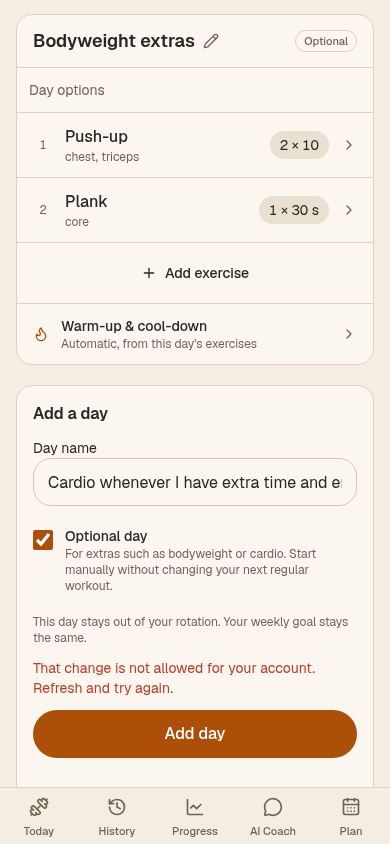 Bodyweight extras
Optional
Day options
1
Push-up
chest, triceps
2 × 10
2
Plank
core
1 × 30 s
Add exercise
Warm-up & cool-down
Automatic, from this day's exercises
Add a day
Day name
Cardio whenever I have extra time and
Optional day
For extras such as bodyweight or cardio. Start
manually without changing your next regular
workout.
This day stays out of your rotation. Your weekly goal stays
the same.
That change is not allowed for your account.
Refresh and try again.
Add day
Today
History
Progress
AI Coach
Plan